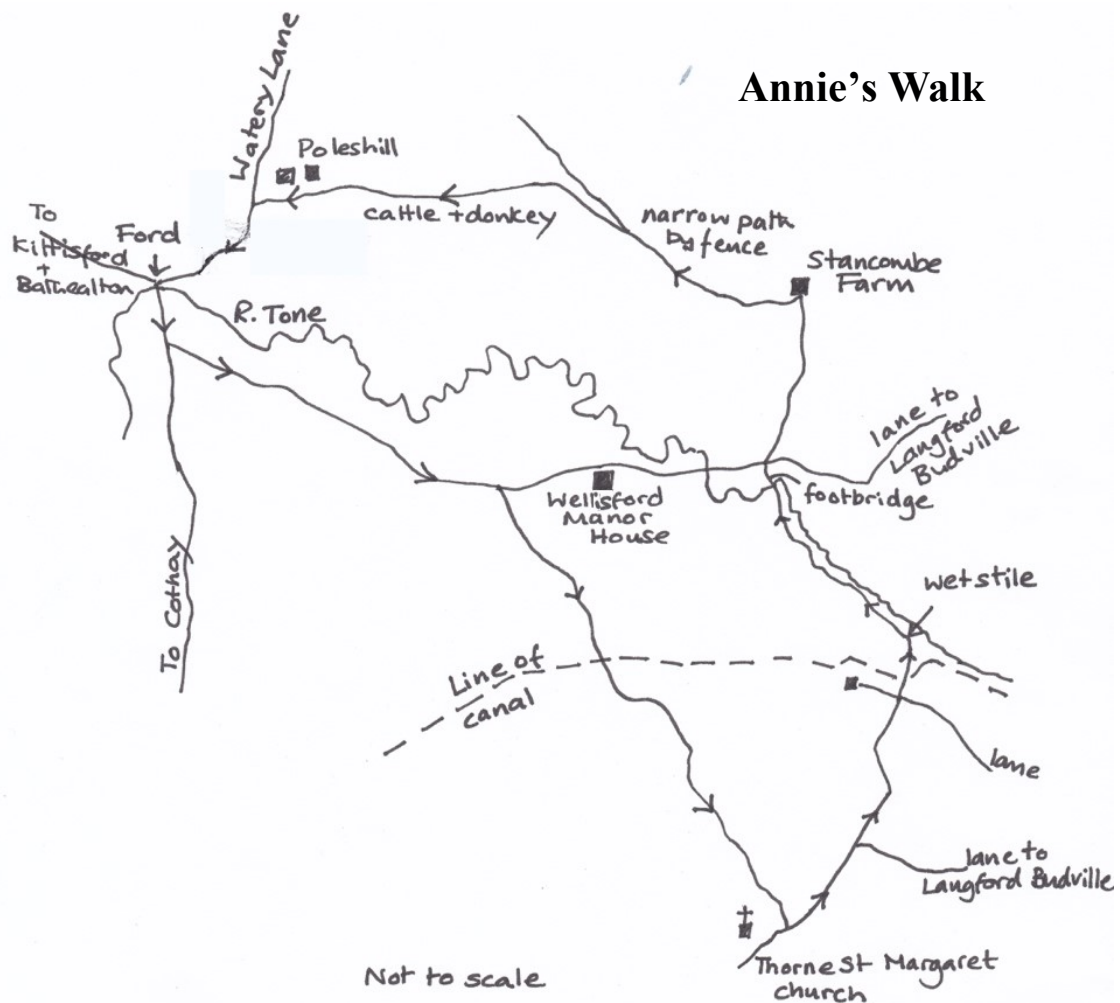 Annie's Walk
Watery Lane
Poleshill
cattle + donkey
narrow path
by fence
Stancombe
Farm
To
Kittisford
+
Bathealton
Ford
R. Tone
lane to
Langford
Budville
footbridge
Wellisford
Manor
House
wet stile
To Cothay
Line of
canal
lane
lane to
Langford Budville
Thorne St Margaret
church
Not to scale